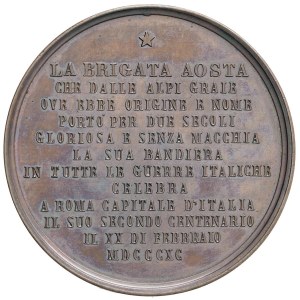 LA BRIGATA AOSTA
CHE DALLE ALPI GRAIE
OVE EBBE ORIGINE E NOME
PORTÒ PER DUE SECOLI
GLORIOSA E SENZA MACCHIA
LA SUA BANDIERA
IN TUTTE LE GUERRE ITALICHE
CELEBRA
A ROMA CAPITALE D'ITALIA
IL SUO SECONDO CENTENARIO
IL XX DI FEBBRAIO
MDCCCXC